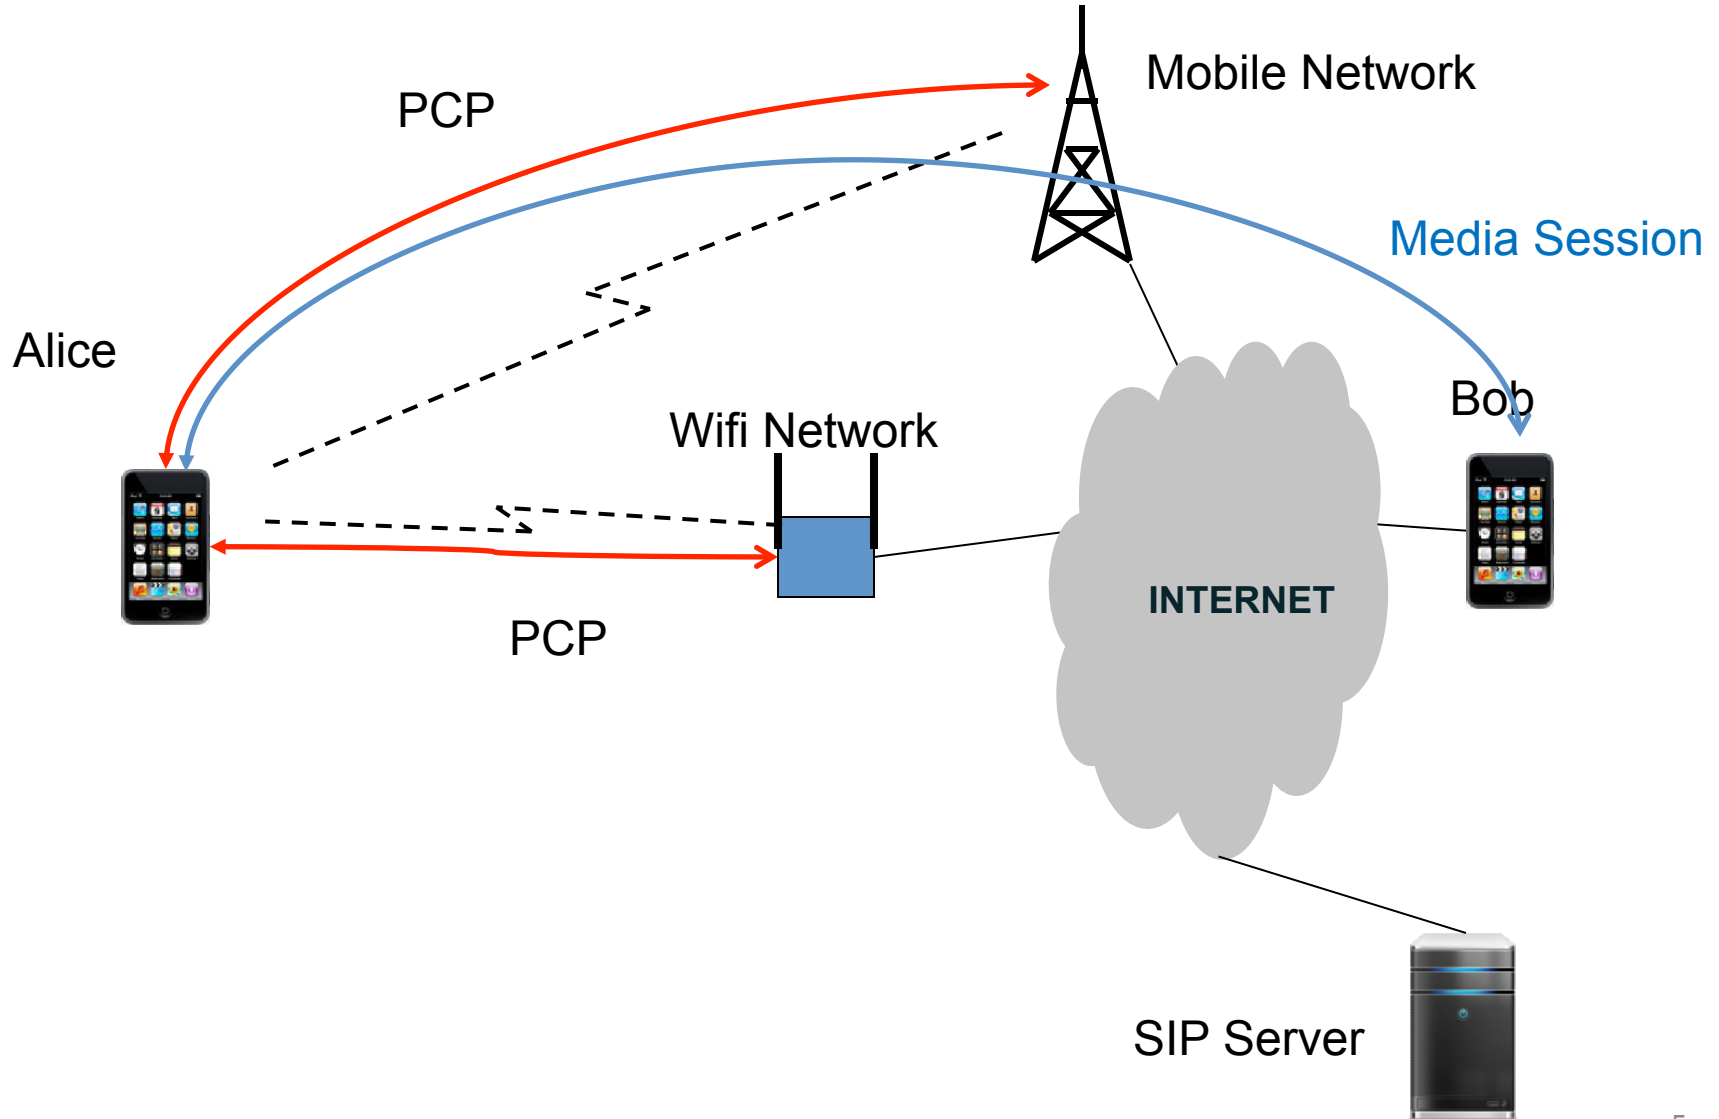 Mobile Network
PCP
Media Session
Alice
Bob
Wifi Network
INTERNET
PCP
SIP Server